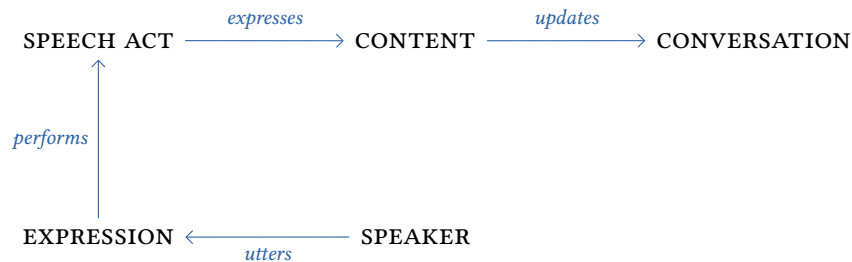 expresses
updates
SPEECH ACT
CONTENT
CONVERSATION
performs
EXPRESSION
SPEAKER
utters